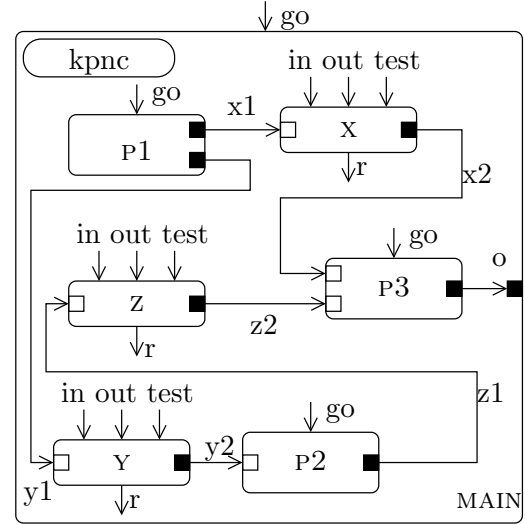 go
kpnc
in out test
go
x1
X
P1
r
x2
in out test
go
o
Z
P3
z2
r
in out test
go
z1
y2
Y
P2
y1
r
MAIN